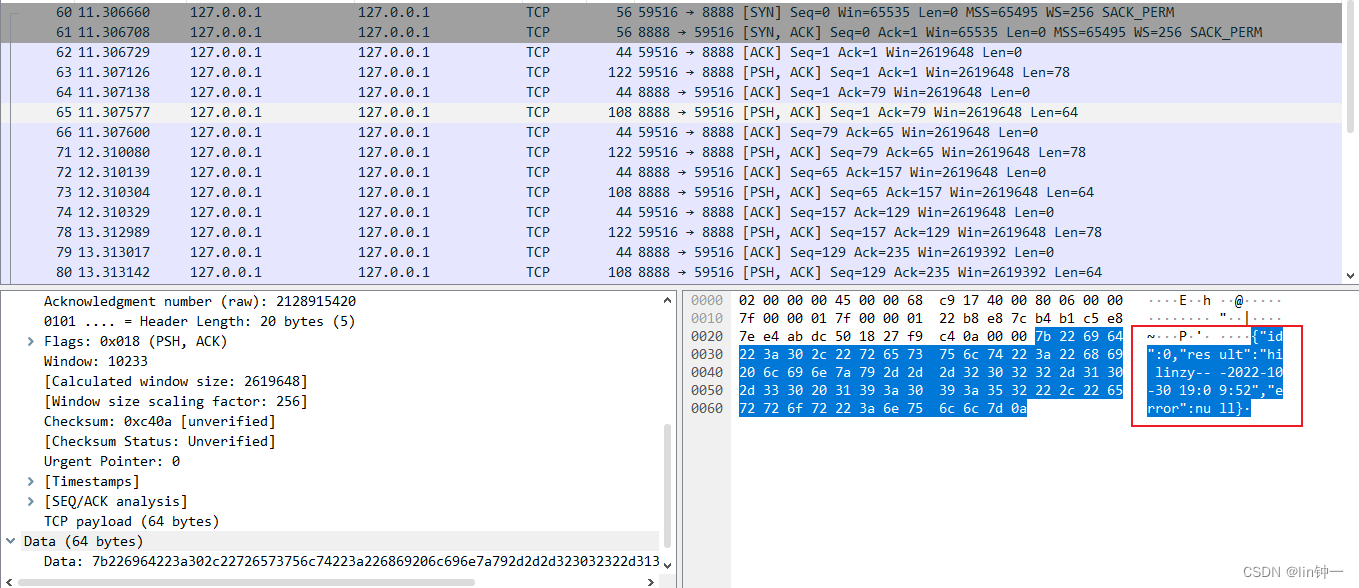 60 11.306660 127.0.0.1 127.0.0.1 TCP 56 59516 → 8888 [SYN] Seq=0 Win=65535 Len=0 MSS=65495 WS=256 SACK_PERM
61 11.306708 127.0.0.1 127.0.0.1 TCP 56 8888 → 59516 [SYN, ACK] Seq=0 Ack=1 Win=65535 Len=0 MSS=65495 WS=256 SACK_PERM
62 11.306729 127.0.0.1 127.0.0.1 TCP 44 59516 → 8888 [ACK] Seq=1 Ack=1 Win=2619648 Len=0
63 11.307126 127.0.0.1 127.0.0.1 TCP 122 59516 → 8888 [PSH, ACK] Seq=1 Ack=1 Win=2619648 Len=78
64 11.307138 127.0.0.1 127.0.0.1 TCP 44 8888 → 59516 [ACK] Seq=1 Ack=79 Win=2619648 Len=0
65 11.307577 127.0.0.1 127.0.0.1 TCP 108 8888 → 59516 [PSH, ACK] Seq=1 Ack=79 Win=2619648 Len=64
66 11.307600 127.0.0.1 127.0.0.1 TCP 44 59516 → 8888 [ACK] Seq=79 Ack=65 Win=2619648 Len=0
71 12.310080 127.0.0.1 127.0.0.1 TCP 122 59516 → 8888 [PSH, ACK] Seq=79 Ack=65 Win=2619648 Len=78
72 12.310139 127.0.0.1 127.0.0.1 TCP 44 8888 → 59516 [ACK] Seq=65 Ack=157 Win=2619648 Len=0
73 12.310304 127.0.0.1 127.0.0.1 TCP 108 8888 → 59516 [PSH, ACK] Seq=65 Ack=157 Win=2619648 Len=64
74 12.310329 127.0.0.1 127.0.0.1 TCP 44 59516 → 8888 [ACK] Seq=157 Ack=129 Win=2619648 Len=0
78 13.312989 127.0.0.1 127.0.0.1 TCP 122 59516 → 8888 [PSH, ACK] Seq=157 Ack=129 Win=2619648 Len=78
79 13.313017 127.0.0.1 127.0.0.1 TCP 44 8888 → 59516 [ACK] Seq=129 Ack=235 Win=2619392 Len=0
80 13.313142 127.0.0.1 127.0.0.1 TCP 108 8888 → 59516 [PSH, ACK] Seq=129 Ack=235 Win=2619392 Len=64
Acknowledgment number (raw): 2128915420
0101 .... = Header Length: 20 bytes (5)
Flags: 0x018 (PSH, ACK)
Window: 10233
[Calculated window size: 2619648]
[Window size scaling factor: 256]
Checksum: 0xc40a [unverified]
[Checksum Status: Unverified]
Urgent Pointer: 0
[Timestamps]
[SEQ/ACK analysis]
TCP payload (64 bytes)
Data (64 bytes)
Data: 7b226964223a302c22726573756c74223a226869206c696e7a792d2d2d323032322d313
0000 02 00 00 00 45 00 00 68 c9 17 40 00 80 06 00 00 ····E··h ··@·····
0010 7f 00 00 01 7f 00 00 01 22 b8 e8 7c b4 b1 c5 e8 ········ "··|····
0020 7e e4 ab dc 50 18 27 f9 c4 0a 00 00 7b 22 69 64 ~···P·'· ····{"id
0030 22 3a 30 2c 22 72 65 73 75 6c 74 22 3a 22 68 69 ":0,"res ult":"hi
0040 20 6c 69 6e 7a 79 2d 2d 2d 32 30 32 32 2d 31 30 linzy-- -2022-10
0050 2d 33 30 20 31 39 3a 30 39 3a 35 32 22 2c 22 65 -30 19:0 9:52","e
0060 72 72 6f 72 22 3a 6e 75 6c 6c 7d 0a rror":nu ll}·
CSDN @lin钟一